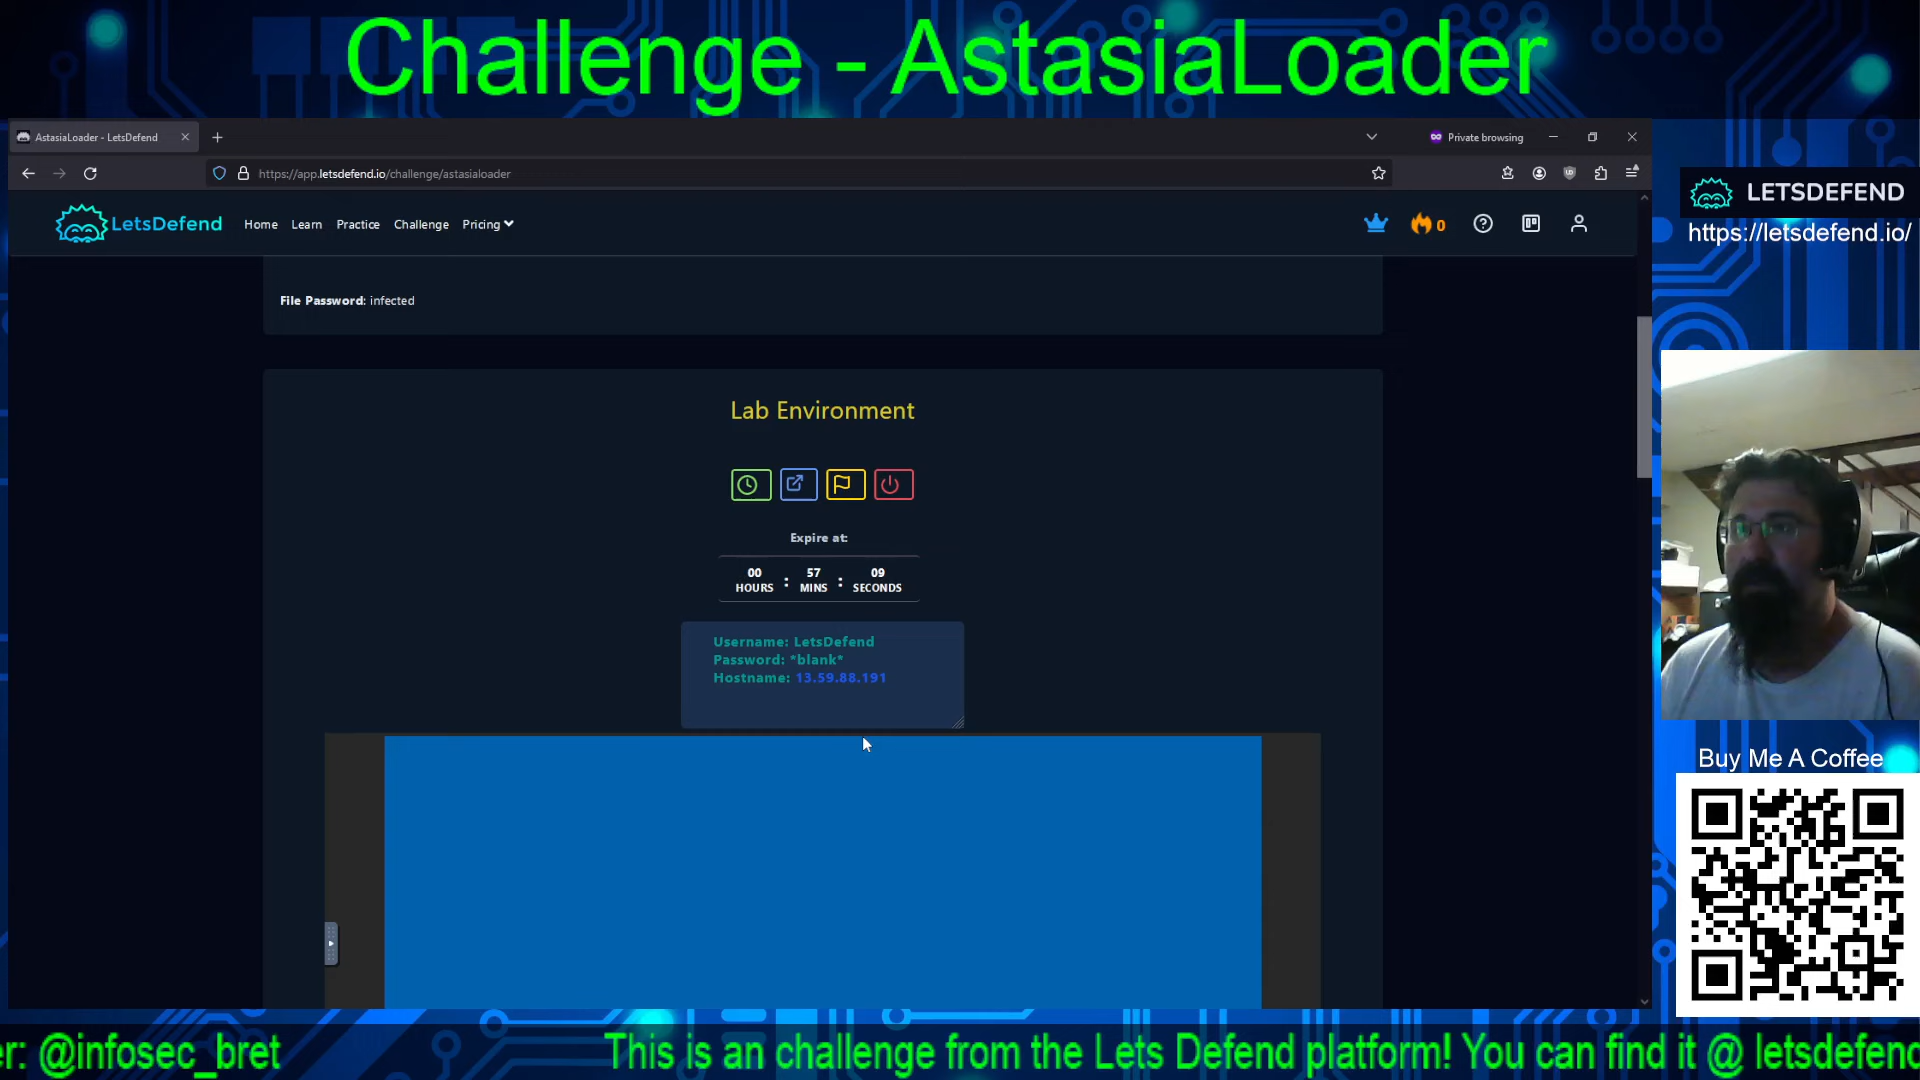 Challenge - AstasiaLoader
AstasiaLoader - LetsDefend
Private browsing
https://app.letsdefend.io/challenge/astasialoader
LetsDefend
Home
Learn
Practice
Challenge
Pricing
0
LETSDEFEND
https://letsdefend.io/
File Password: infected
Lab Environment
Expire at:
00 : 57 : 09
HOURS MINS SECONDS
Username: LetsDefend
Password: *blank*
Hostname: 13.59.88.191
Buy Me A Coffee
er: @infosec_bret
This is an challenge from the Lets Defend platform! You can find it @ letsdefend